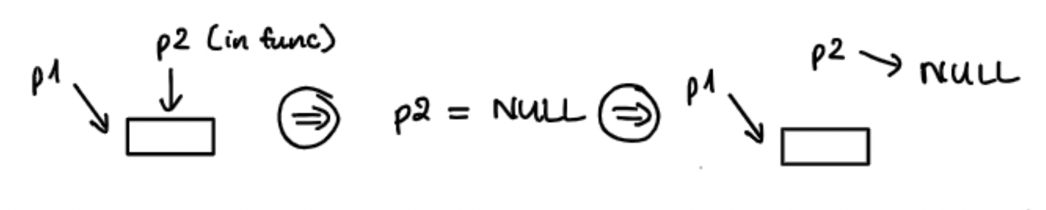 p1
p2 (in func)
⇒
p2 = NULL
⇒
p1
p2 → NULL